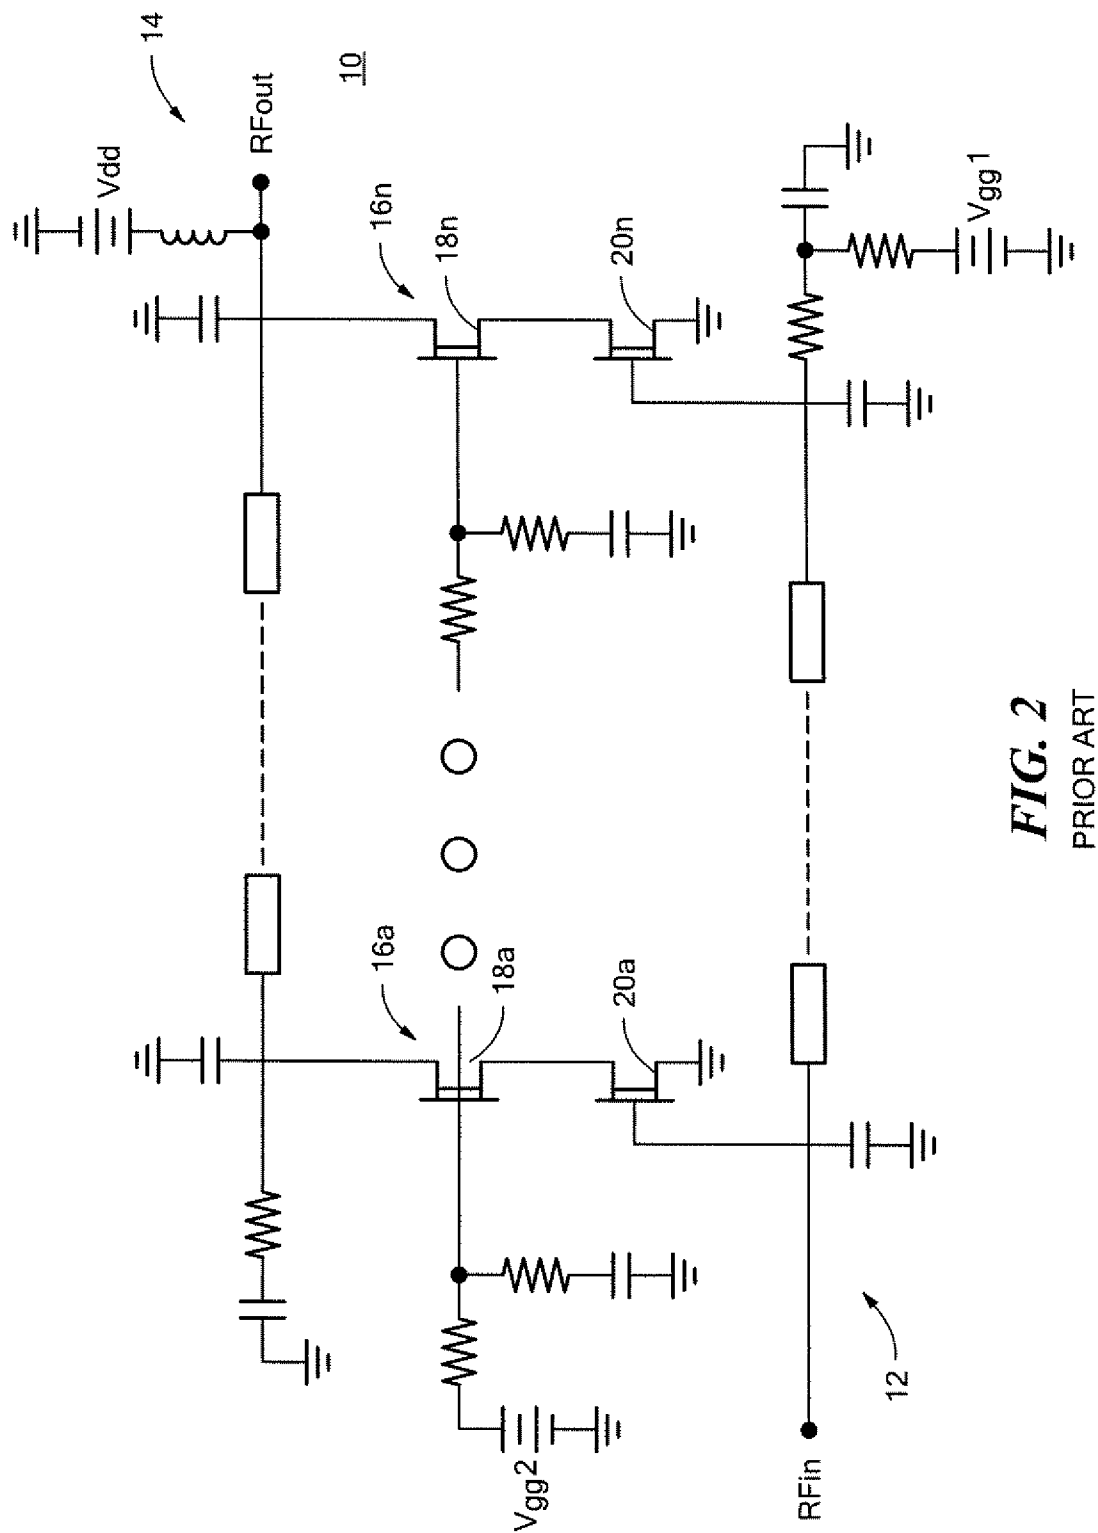 14
10
Vdd
RFout
16n
18n
20n
Vgg1
16a
18a
20a
Vgg2
RFin
12
FIG. 2
PRIOR ART